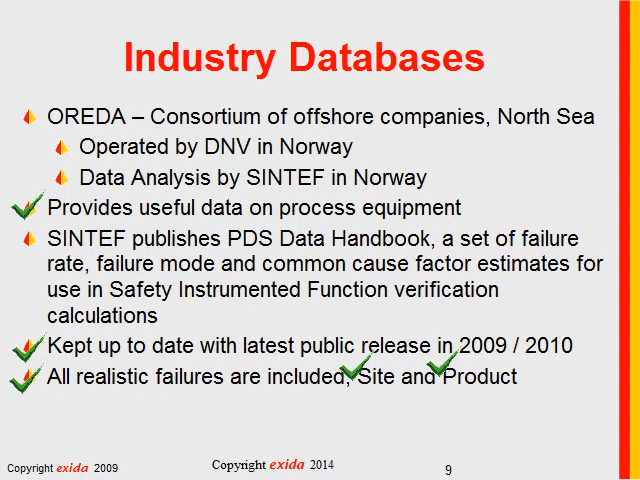 Industry Databases
OREDA – Consortium of offshore companies, North Sea
Operated by DNV in Norway
Data Analysis by SINTEF in Norway
Provides useful data on process equipment
SINTEF publishes PDS Data Handbook, a set of failure
rate, failure mode and common cause factor estimates for
use in Safety Instrumented Function verification
calculations
Kept up to date with latest public release in 2009 / 2010
All realistic failures are included, Site and Product
Copyright exida 2009
Copyright exida 2014
9